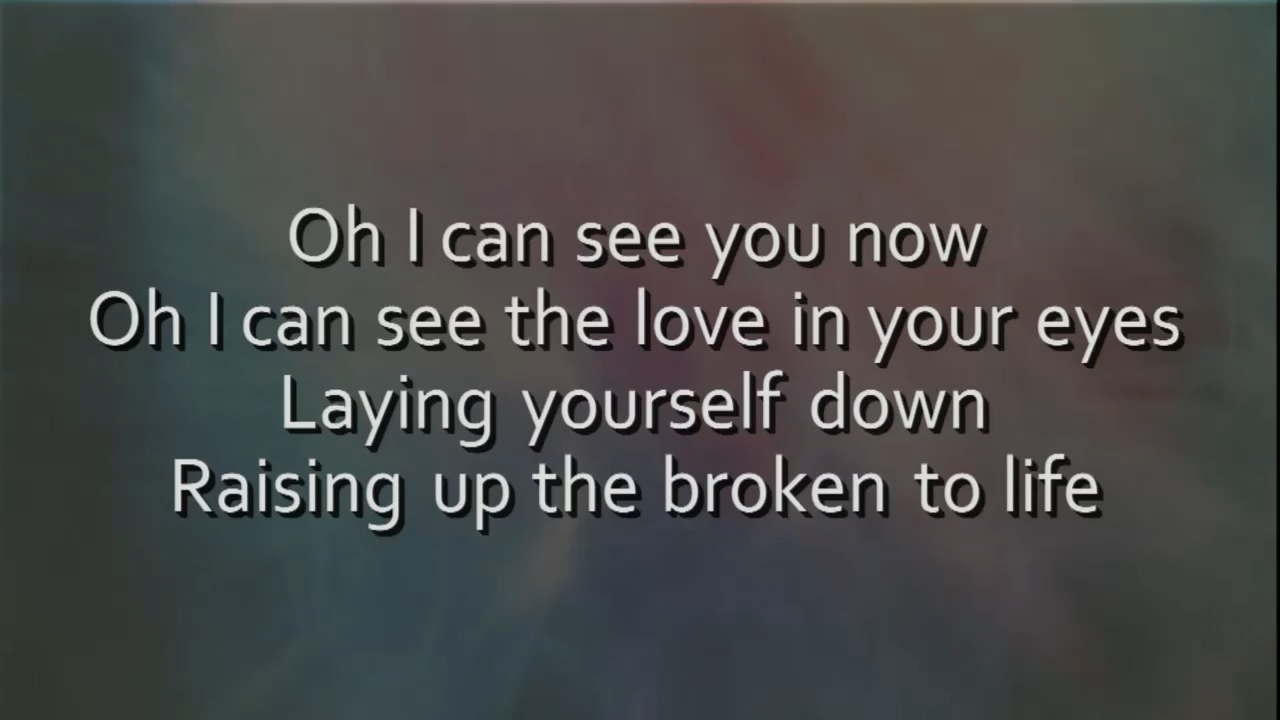 Oh I can see you now
Oh I can see the love in your eyes
Laying yourself down
Raising up the broken to life